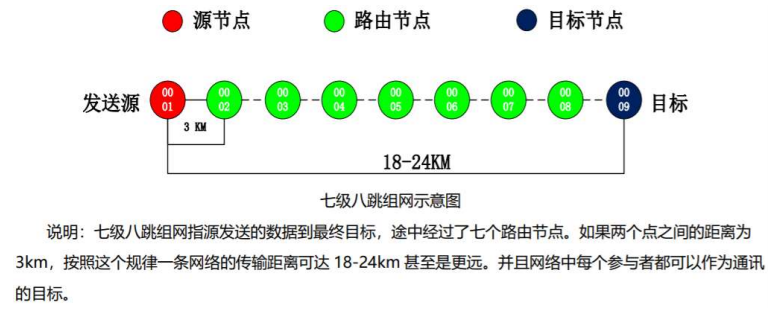 源节点 路由节点 目标节点
发送源 00 01 00 02 00 03 00 04 00 05 00 06 00 07 00 08 00 09 目标
3 KM
18-24KM
七级八跳组网示意图
说明：七级八跳组网指源发送的数据到最终目标，途中经过了七个路由节点。如果两个点之间的距离为
3km，按照这个规律一条网络的传输距离可达 18-24km 甚至是更远。并且网络中每个参与者都可以作为通讯
的目标。